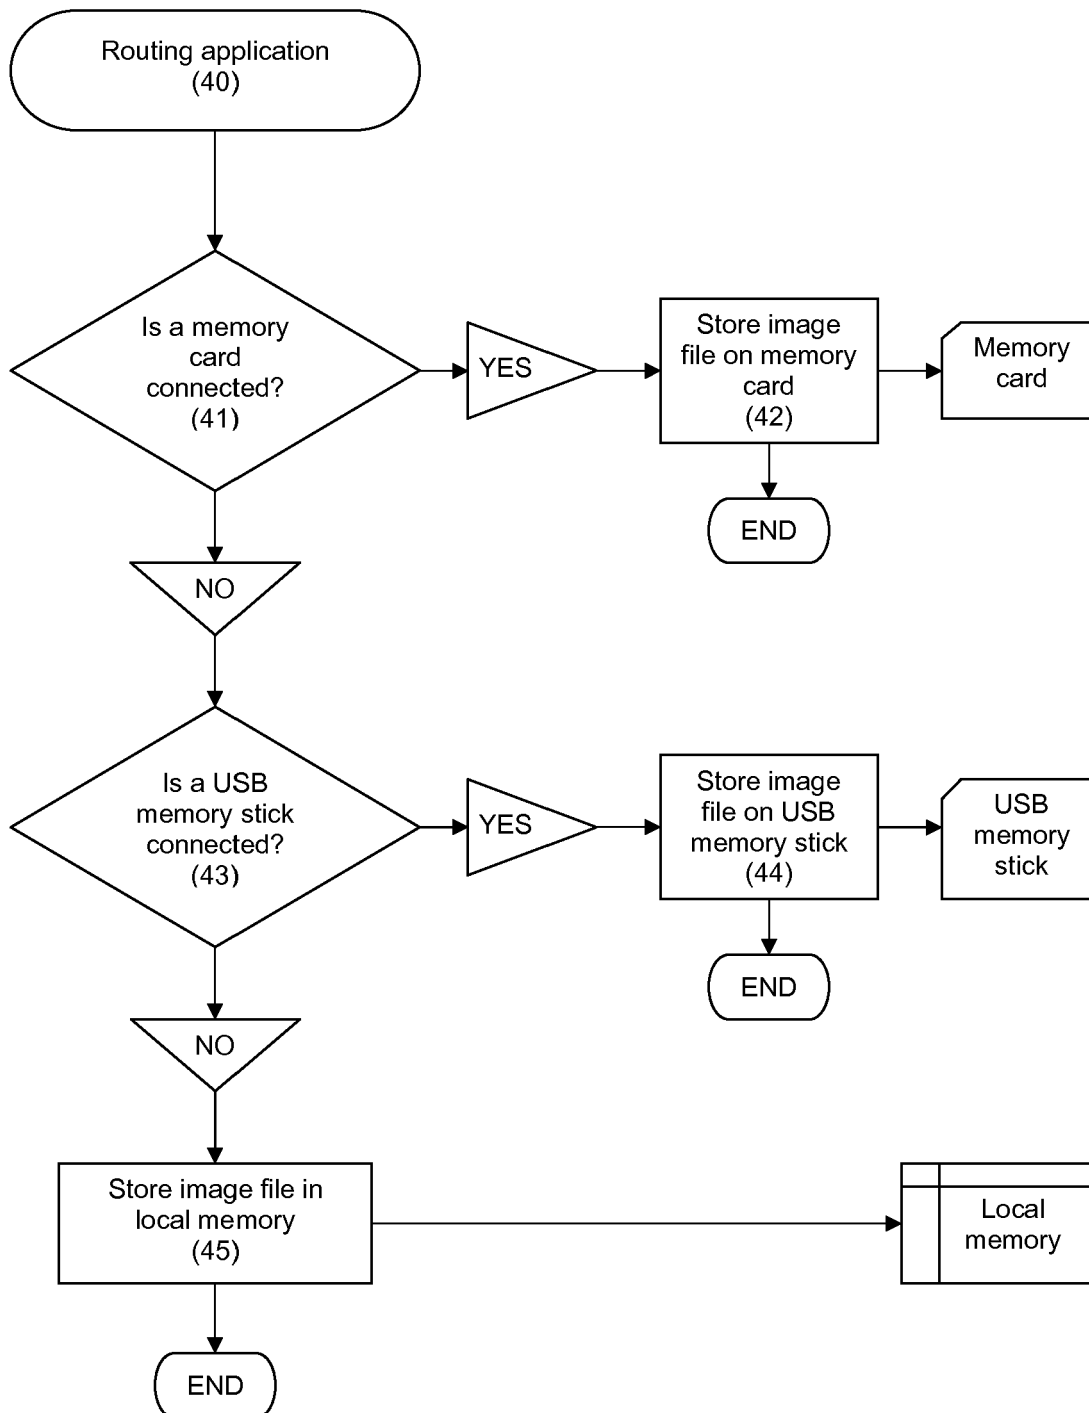 Routing application
(40)
Is a memory
card
connected?
(41)
YES
Store image
file on memory
card
(42)
Memory
card
END
NO
Is a USB
memory stick
connected?
(43)
YES
Store image
file on USB
memory stick
(44)
USB
memory
stick
END
NO
Store image file in
local memory
(45)
Local
memory
END